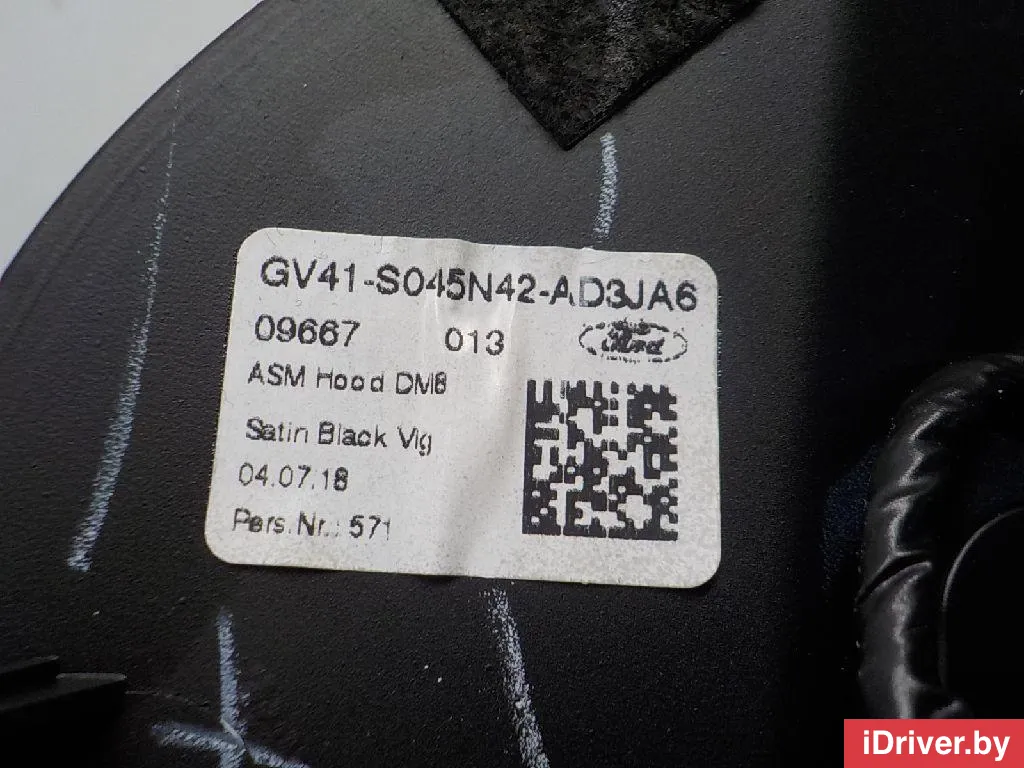 GV41-S045N42-AD3JA6
09667 013 Ford
ASM Hood DM8
Satin Black Vig
04.07.18
Pers.Nr.: 571
iDriver.by